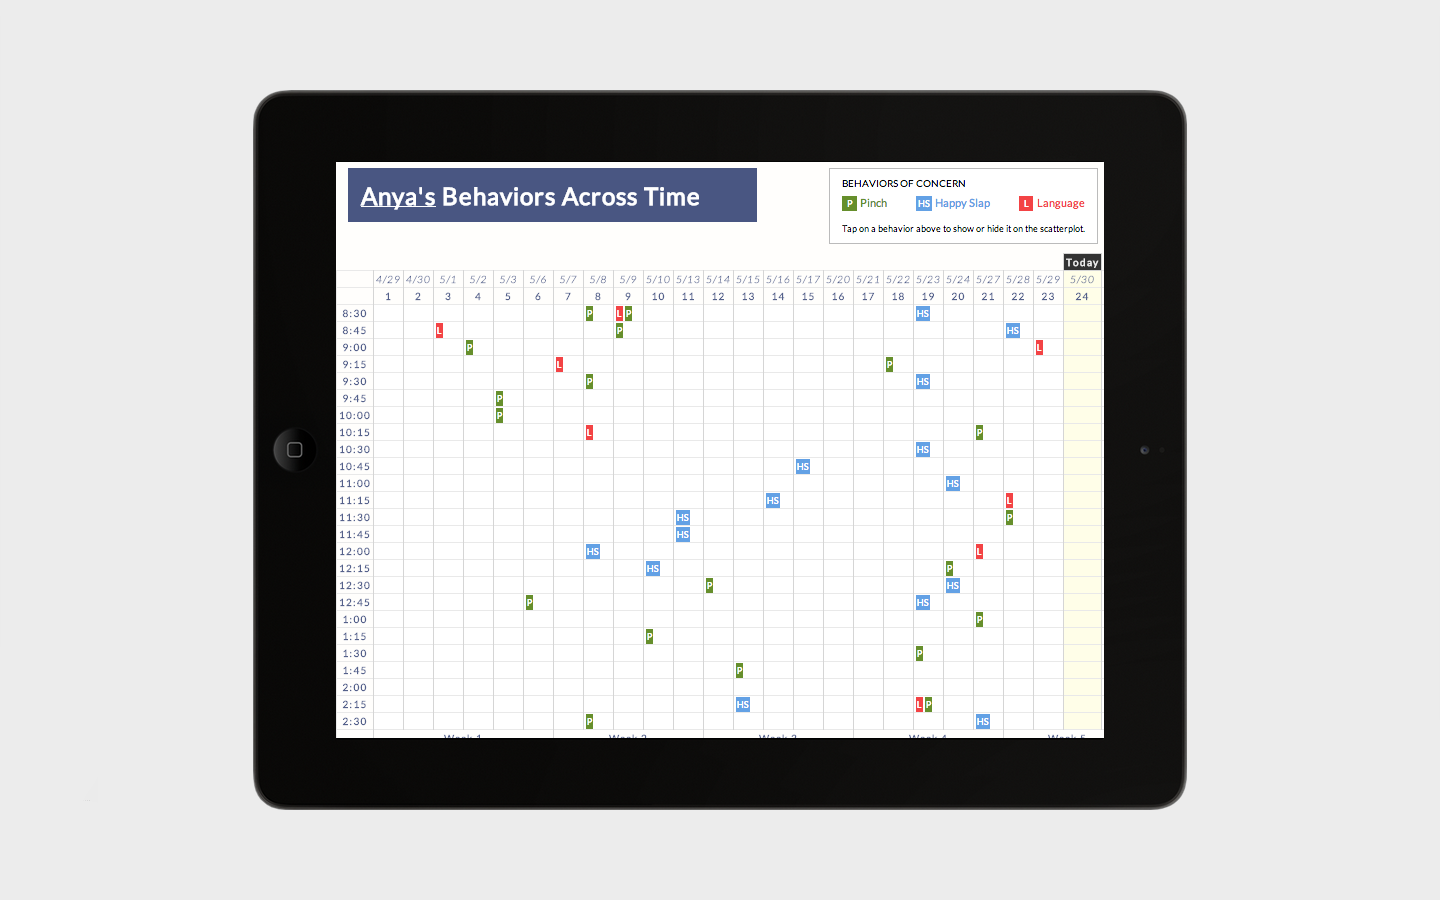 Anya's Behaviors Across Time
BEHAVIORS OF CONCERN
P Pinch HS Happy Slap L Language
Tap on a behavior above to show or hide it on the scatterplot.
Today
4/29 4/30 5/1 5/2 5/3 5/6 5/7 5/8 5/9 5/10 5/13 5/14 5/15 5/16 5/17 5/20 5/21 5/22 5/23 5/24 5/27 5/28 5/29 5/30
1 2 3 4 5 6 7 8 9 10 11 12 13 14 15 16 17 18 19 20 21 22 23 24
8:30 P L P HS
8:45 L P HS
9:00 P L
9:15 L P
9:30 P HS
9:45 P
10:00 P
10:15 L P
10:30 HS
10:45 HS
11:00 HS
11:15 HS L
11:30 HS P
11:45 HS
12:00 HS L
12:15 HS P
12:30 P HS
12:45 P HS
1:00 P
1:15 P
1:30 P
1:45 P
2:00
2:15 HS L P
2:30 P HS
Week 1 Week 2 Week 3 Week 4 Week 5